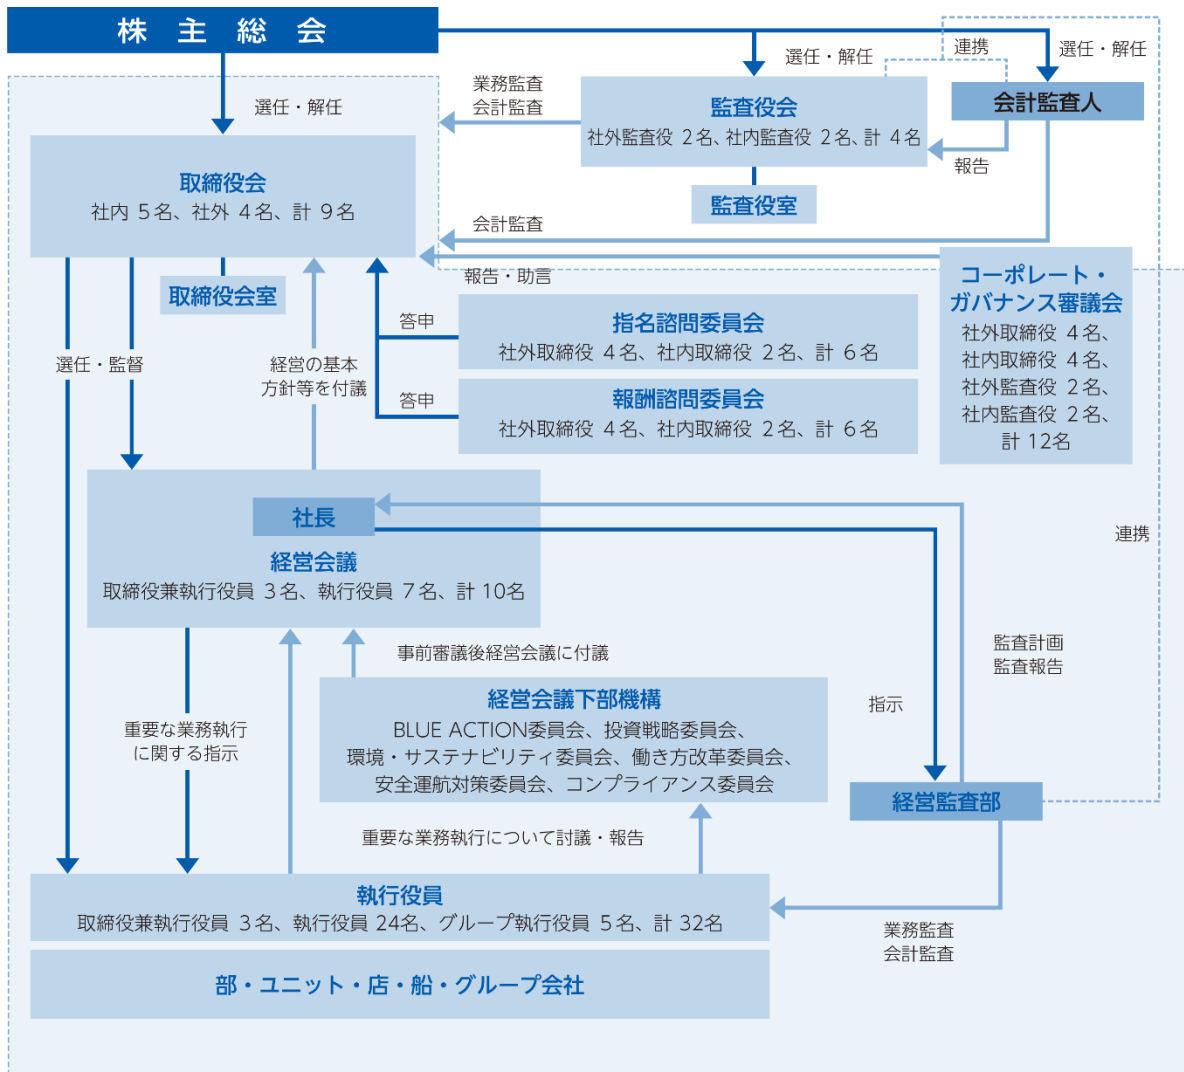 株主総会
選任・解任
連携
選任・解任
業務監査
会計監査
監査役会
社外監査役 2名、社内監査役 2名、計 4名
会計監査人
選任・解任
報告
取締役会
社内 5名、社外 4名、計 9名
監査役室
会計監査
報告・助言
取締役会室
コーポレート・
ガバナンス審議会
社外取締役 4名、
社内取締役 4名、
社外監査役 2名、
社内監査役 2名、
計 12名
答申
指名諮問委員会
社外取締役 4名、社内取締役 2名、計 6名
選任・監督
経営の基本
方針等を付議
答申
報酬諮問委員会
社外取締役 4名、社内取締役 2名、計 6名
社長
経営会議
取締役兼執行役員 3名、執行役員 7名、計 10名
連携
事前審議後経営会議に付議
監査計画
監査報告
指示
経営会議下部機構
BLUE ACTION委員会、投資戦略委員会、
環境・サステナビリティ委員会、働き方改革委員会、
安全運航対策委員会、コンプライアンス委員会
重要な業務執行
に関する指示
経営監査部
重要な業務執行について討議・報告
執行役員
取締役兼執行役員 3名、執行役員 24名、グループ執行役員 5名、計 32名
業務監査
会計監査
部・ユニット・店・船・グループ会社